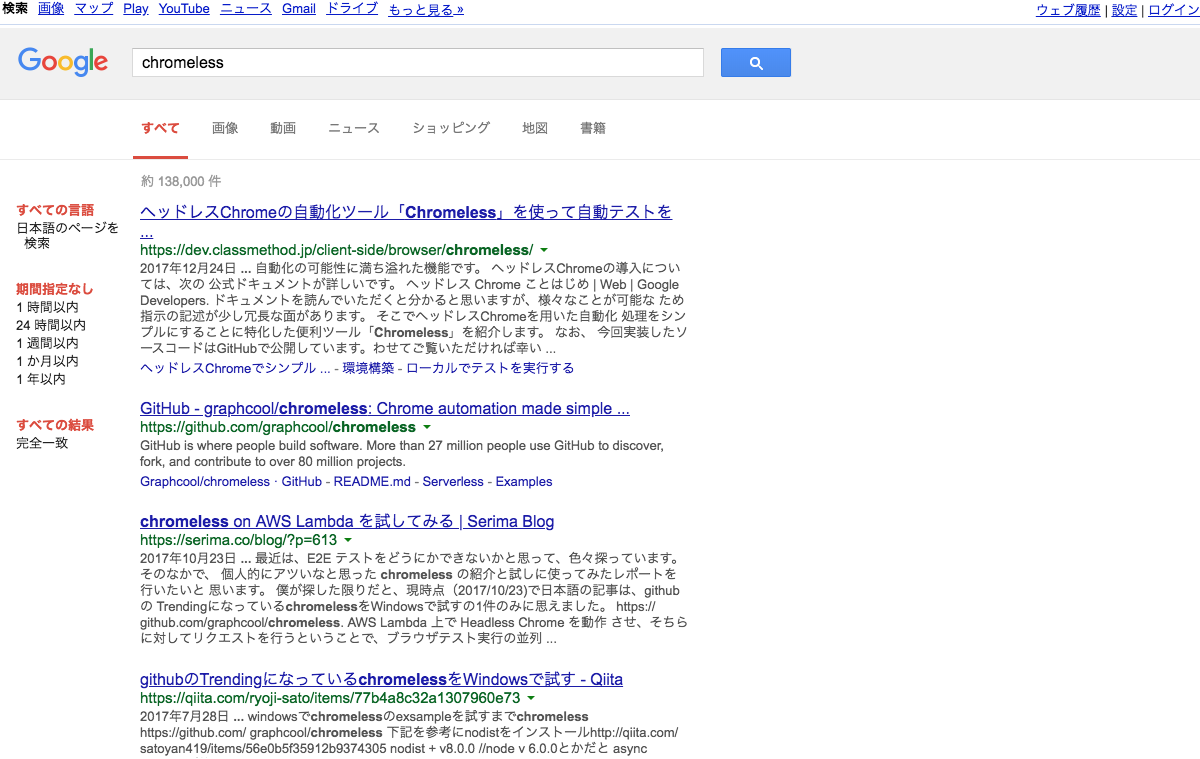 検索 画像 マップ Play YouTube ニュース Gmail ドライブ もっと見る »
ウェブ履歴 | 設定 | ログイン
Google
chromeless
すべて 画像 動画 ニュース ショッピング 地図 書籍
約 138,000 件
すべての言語
日本語のページを
検索
期間指定なし
1 時間以内
24 時間以内
1 週間以内
1 か月以内
1 年以内
すべての結果
完全一致
ヘッドレスChromeの自動化ツール「Chromeless」を使って自動テストを
...
https://dev.classmethod.jp/client-side/browser/chromeless/
2017年12月24日 ... 自動化の可能性に満ち溢れた機能です。 ヘッドレスChromeの導入につい
ては、次の 公式ドキュメントが詳しいです。 ヘッドレス Chrome ことはじめ | Web | Google
Developers. ドキュメントを読んでいただくと分かると思いますが、様々なことが可能な ため
指示の記述が少し冗長な面があります。 そこでヘッドレスChromeを用いた自動化 処理をシン
プルにすることに特化した便利ツール「Chromeless」を紹介します。 なお、 今回実装したソ
ースコードはGitHubで公開しています。わせてご覧いただければ幸い ...
ヘッドレスChromeでシンプル ... - 環境構築 - ローカルでテストを実行する
GitHub - graphcool/chromeless: Chrome automation made simple ...
https://github.com/graphcool/chromeless
GitHub is where people build software. More than 27 million people use GitHub to discover,
fork, and contribute to over 80 million projects.
Graphcool/chromeless · GitHub - README.md - Serverless - Examples
chromeless on AWS Lambda を試してみる | Serima Blog
https://serima.co/blog/?p=613
2017年10月23日 ... 最近は、E2E テストをどうにかできないかと思って、色々探っています。
そのなかで、 個人的にアツいなと思った chromeless の紹介と試しに使ってみたレポートを
行いたいと 思います。 僕が探した限りだと、現時点（2017/10/23)で日本語の記事は、github
の TrendingになっているchromelessをWindowsで試すの1件のみに思えました。 https://
github.com/graphcool/chromeless. AWS Lambda 上で Headless Chrome を動作 させ、そちら
に対してリクエストを行うということで、ブラウザテスト実行の並列 ...
githubのTrendingになっているchromelessをWindowsで試す - Qiita
https://qiita.com/ryoji-sato/items/77b4a8c32a1307960e73
2017年7月28日 ... windowsでchromelessのexsampleを試すまでchromeless
https://github.com/ graphcool/chromeless 下記を参考にnodistをインストールhttp://qiita.com/
satoyan419/items/56e0b5f35912b9374305 nodist + v8.0.0 //node v 6.0.0とかだと async